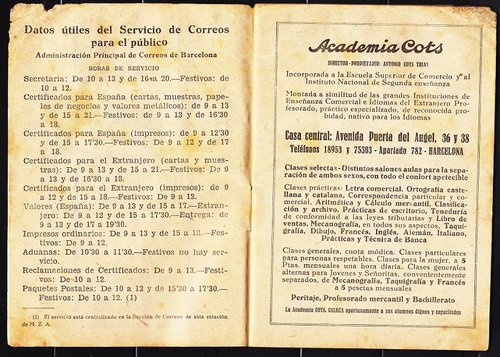 Datos útiles del Servicio de Correos
para el público
Administración Principal de Correos de Barcelona
HORAS DE SERVICIO
Secretaría: De 10 a 13 y de 16 a 20.—Festivos: de
10 a 12.
Certificados para España (cartas, muestras, pape-
les de negocios y valores metálicos): de 9 a 13
y de 15 a 21.—Festivos: de 9 a 13 y de 16'30
a 18.
Certificados para España (impresos): de 9 a 12'30
y de 15 a 17'30.—Festivos: De 9 a 12 y de 17
a 18.
Certificados para el Extranjero (cartas y mues-
tras): de 9 a 13 y de 15 a 21.—Festivos: De 9
a 13 y de 16'30 a 18.
Certificados para el Extranjero (impresos): de 9
a 12 y de 15 a 18.—Festivos: De 9 a 12.
Valores (España): De 9 a 13 y de 15 a 17.—Extran-
jero: De 9 a 12 y de 15 a 17'30.—Entrega: de
9 a 13 y de 17 a 19'30.
Impresos ordinarios: De 9 a 13 y de 15 a 18.—Fes-
tivos: De 9 a 12.
Aduanas: De 10'30 a 11'30.—Festivos no hay ser-
vicio.
Reclamaciones de Certificados: De 9 a 13.—Festi-
vos: De 10 a 12.
Paquetes Postales: De 10 a 12 y de 15'30 a 17'30.—
Festivos: De 10 a 12. (1)
(1) El servicio está centralizado en la Sección de Correos de esta estación
de M. Z. A.
Academia Cots
DIRECTOR-PROPIETARIO: ANTONIO COTS TRIAS
Incorporada a la Escuela Superior de Comercio y al
Instituto Nacional de Segunda enseñanza
Montada a similitud de las grandes Instituciones de
Enseñanza Comercial e Idiomas del Extranjero Profe-
sorado, práctico especializado, de reconocida pro-
bidad, nativo para los Idiomas
Casa central: Avenida Puerta del Angel, 36 y 38
Teléfonos 18953 y 75303 - Apartado 782 - BARCELONA
Clases selectas - Distintos salones aulas para la sepa-
ración de ambos sexos, con todo el confort apetecible
Clases prácticas: Letra comercial, Ortografía caste-
llana y catalana, Correspondencia particular y co-
mercial, Aritmética y Cálculo mercantil, Clasifica-
ción y archivo, Prácticas de escritorio, Teneduría
de conformidad a las leyes tributarias y Libro de
ventas, Mecanografía, en todos sus aspectos, Taqui-
grafía, Dibujo, Francés, Inglés, Alemán, Italiano,
Prácticas y Técnica de Banca
Clases generales, cuota módica. Clases particulares
para personas respetables. Clases para la mujer, a 5
Ptas. mensuales una hora diaria. Clases generales
alternas para Jóvenes y Señoritas, convenientemente
separados, de Mecanografía, Taquigrafía y Francés
a 5 pesetas mensuales
Peritaje, Profesorado mercantil y Bachillerato
La Academia COTS, COLOCA oportunamente a sus alumnos dignos y capacitados